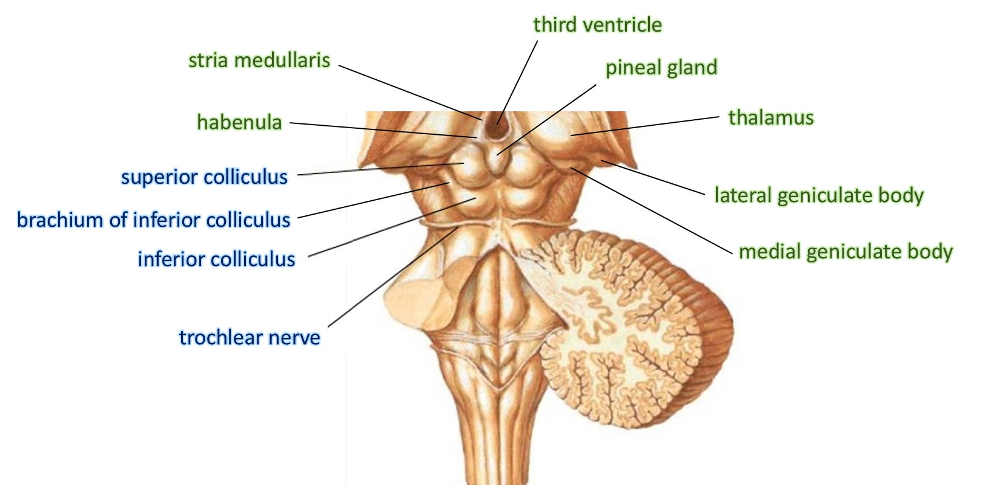 third ventricle
stria medullaris
pineal gland
habenula
thalamus
superior colliculus
lateral geniculate body
brachium of inferior colliculus
medial geniculate body
inferior colliculus
trochlear nerve